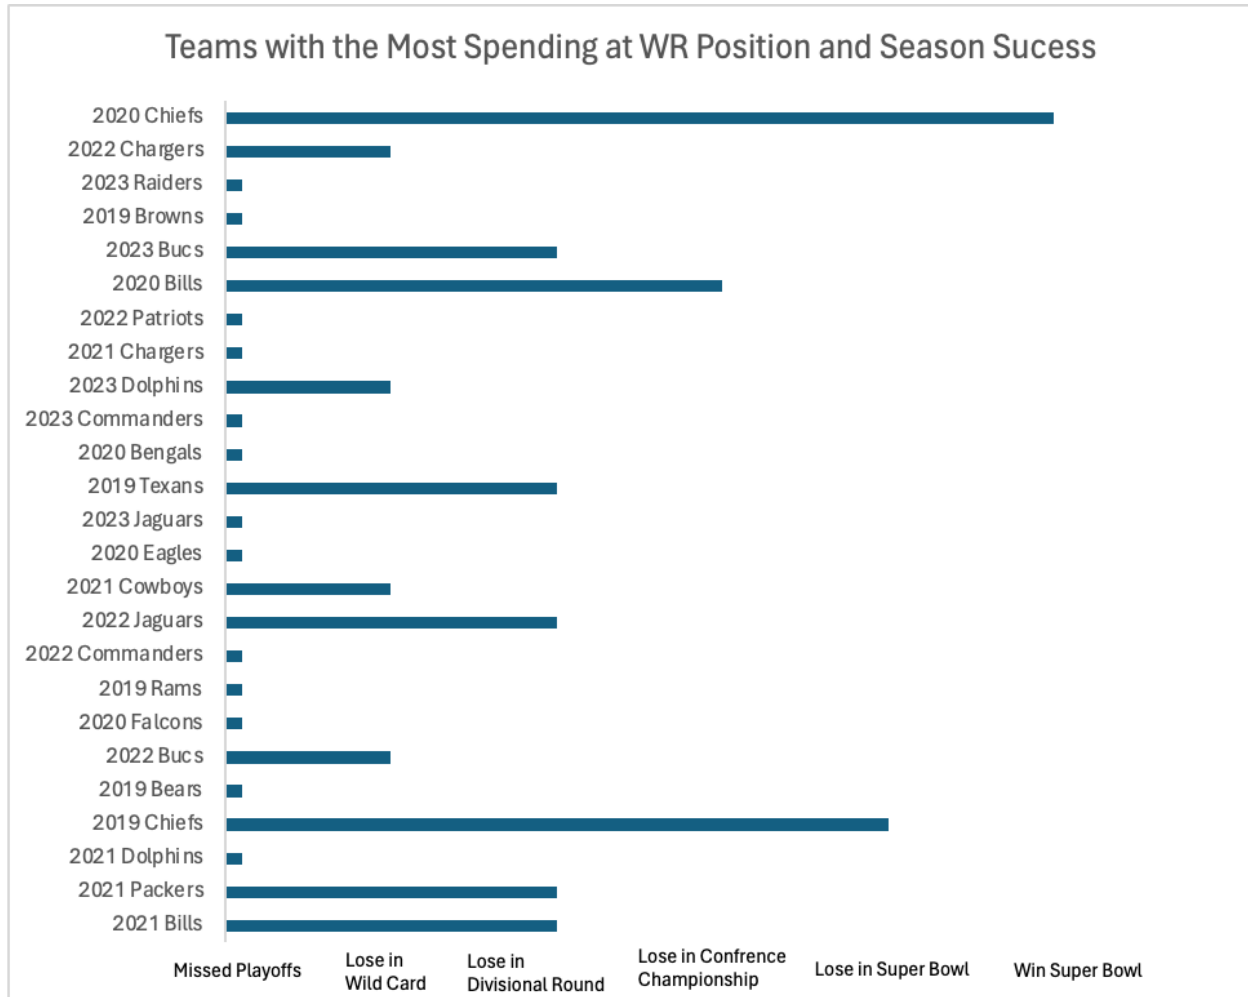 Teams with the Most Spending at WR Position and Season Sucess
2020 Chiefs
2022 Chargers
2023 Raiders
2019 Browns
2023 Bucs
2020 Bills
2022 Patriots
2021 Chargers
2023 Dolphins
2023 Commanders
2020 Bengals
2019 Texans
2023 Jaguars
2020 Eagles
2021 Cowboys
2022 Jaguars
2022 Commanders
2019 Rams
2020 Falcons
2022 Bucs
2019 Bears
2019 Chiefs
2021 Dolphins
2021 Packers
2021 Bills
Missed Playoffs
Lose in
Wild Card
Lose in
Divisional Round
Lose in Confrence
Championship
Lose in Super Bowl
Win Super Bowl